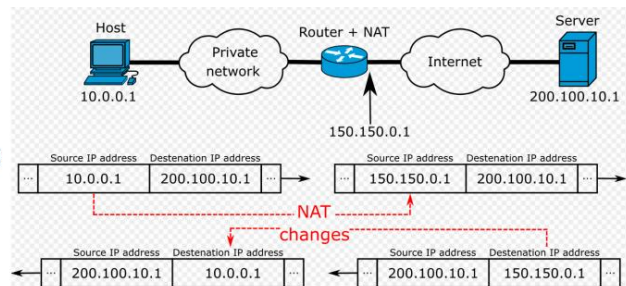 Host
Private
network
Router + NAT
Internet
Server
10.0.0.1
200.100.10.1
150.150.0.1
Source IP address Destenation IP address
... 10.0.0.1 200.100.10.1 ...
Source IP address Destenation IP address
... 150.150.0.1 200.100.10.1 ...
NAT
changes
Source IP address Destenation IP address
... 200.100.10.1 10.0.0.1 ...
Source IP address Destenation IP address
... 200.100.10.1 150.150.0.1 ...